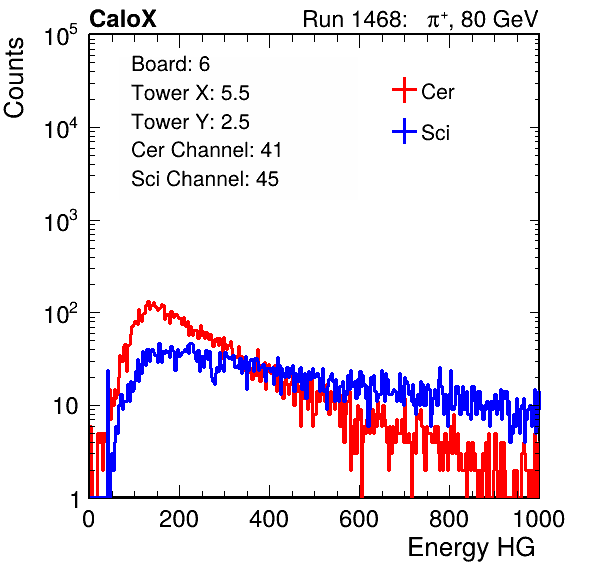 CaloX Run 1468: π⁺, 80 GeV
Counts
Board: 6
Tower X: 5.5
Tower Y: 2.5
Cer Channel: 41
Sci Channel: 45
Cer
Sci
10⁵
10⁴
10³
10²
10
1
0 200 400 600 800 1000
Energy HG